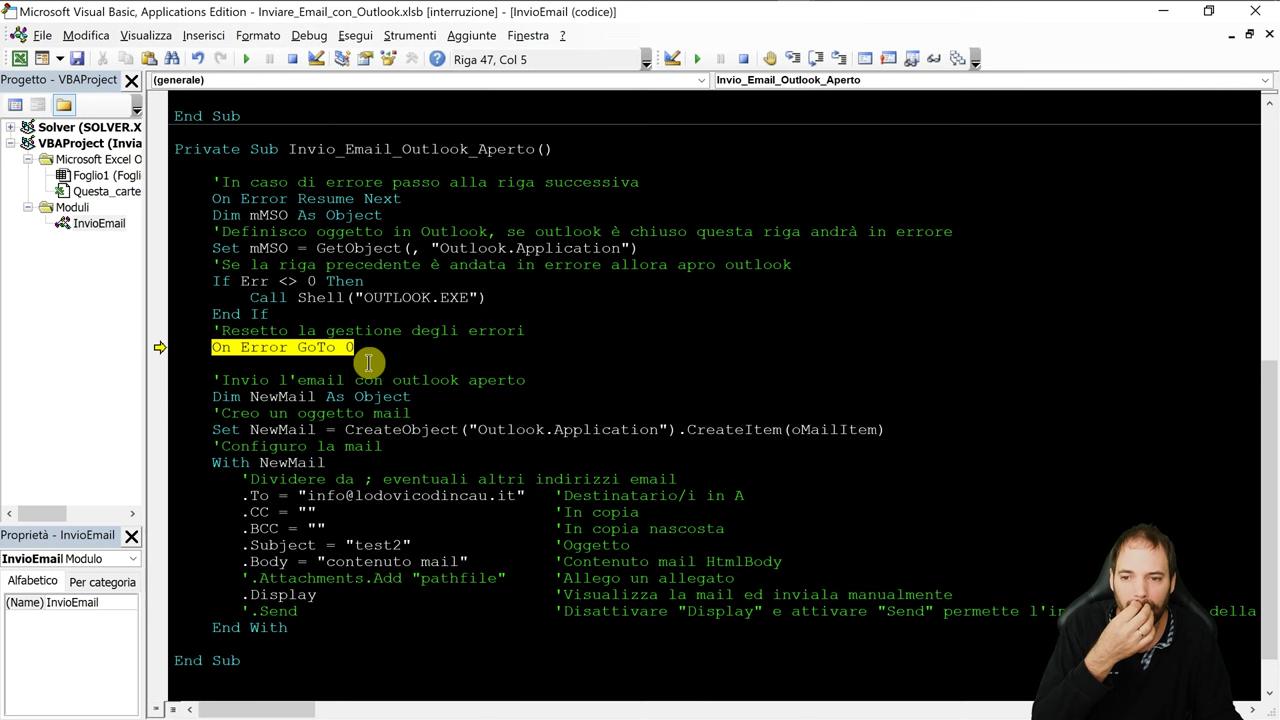 Microsoft Visual Basic, Applications Edition - Inviare_Email_con_Outlook.xlsb [interruzione] - [InvioEmail (codice)]
File Modifica Visualizza Inserisci Formato Debug Esegui Strumenti Aggiunte Finestra ?
Riga 47, Col 5
Progetto - VBAProject
(generale)
Invio_Email_Outlook_Aperto
Solver (SOLVER.X
VBAProject (Invia
Microsoft Excel O
Foglio1 (Fogli
Questa_carte
Moduli
InvioEmail
End Sub
Private Sub Invio_Email_Outlook_Aperto()
'In caso di errore passo alla riga successiva
On Error Resume Next
Dim mMSO As Object
'Definisco oggetto in Outlook, se outlook è chiuso questa riga andrà in errore
Set mMSO = GetObject(, "Outlook.Application")
'Se la riga precedente è andata in errore allora apro outlook
If Err <> 0 Then
Call Shell("OUTLOOK.EXE")
End If
'Resetto la gestione degli errori
On Error GoTo 0
'Invio l'email con outlook aperto
Dim NewMail As Object
'Creo un oggetto mail
Set NewMail = CreateObject("Outlook.Application").CreateItem(oMailItem)
'Configuro la mail
With NewMail
'Dividere da ; eventuali altri indirizzi email
.To = "info@lodovicodincau.it" 'Destinatario/i in A
.CC = "" 'In copia
.BCC = "" 'In copia nascosta
.Subject = "test2" 'Oggetto
.Body = "contenuto mail" 'Contenuto mail HtmlBody
'.Attachments.Add "pathfile" 'Allego un allegato
.Display 'Visualizza la mail ed inviala manualmente
'.Send 'Disattivare "Display" e attivare "Send" permette l'in della
End With
End Sub
Proprietà - InvioEmail
InvioEmail Modulo
Alfabetico Per categoria
(Name) InvioEmail